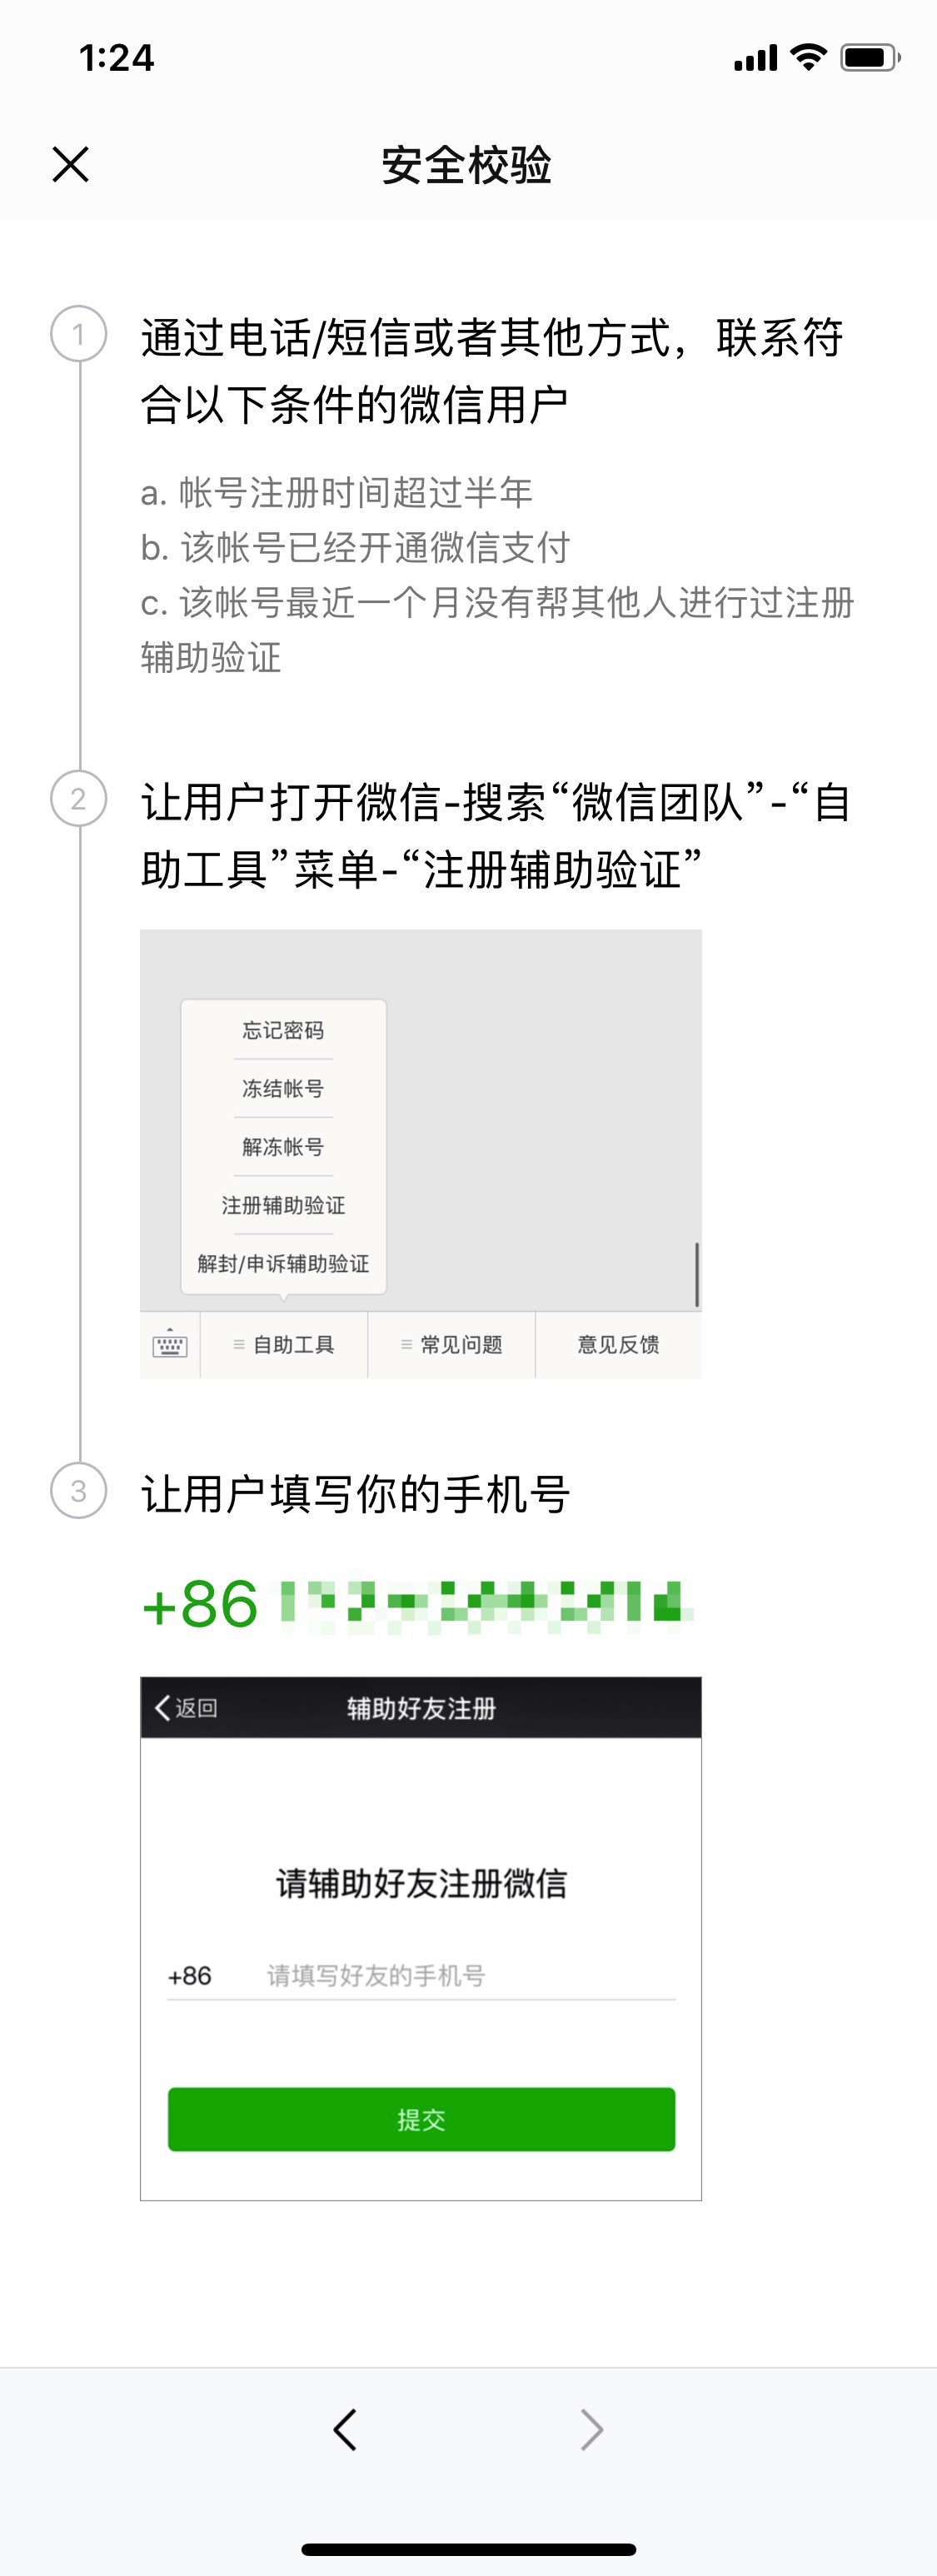 1:24
安全校验
1
通过电话/短信或者其他方式，联系符
合以下条件的微信用户
a. 帐号注册时间超过半年
b. 该帐号已经开通微信支付
c. 该帐号最近一个月没有帮其他人进行过注册
辅助验证
2
让用户打开微信-搜索“微信团队”-“自
助工具”菜单-“注册辅助验证”
忘记密码
冻结帐号
解冻帐号
注册辅助验证
解封/申诉辅助验证
自助工具 常见问题 意见反馈
3
让用户填写你的手机号
+86
返回 辅助好友注册
请辅助好友注册微信
+86 请填写好友的手机号
提交